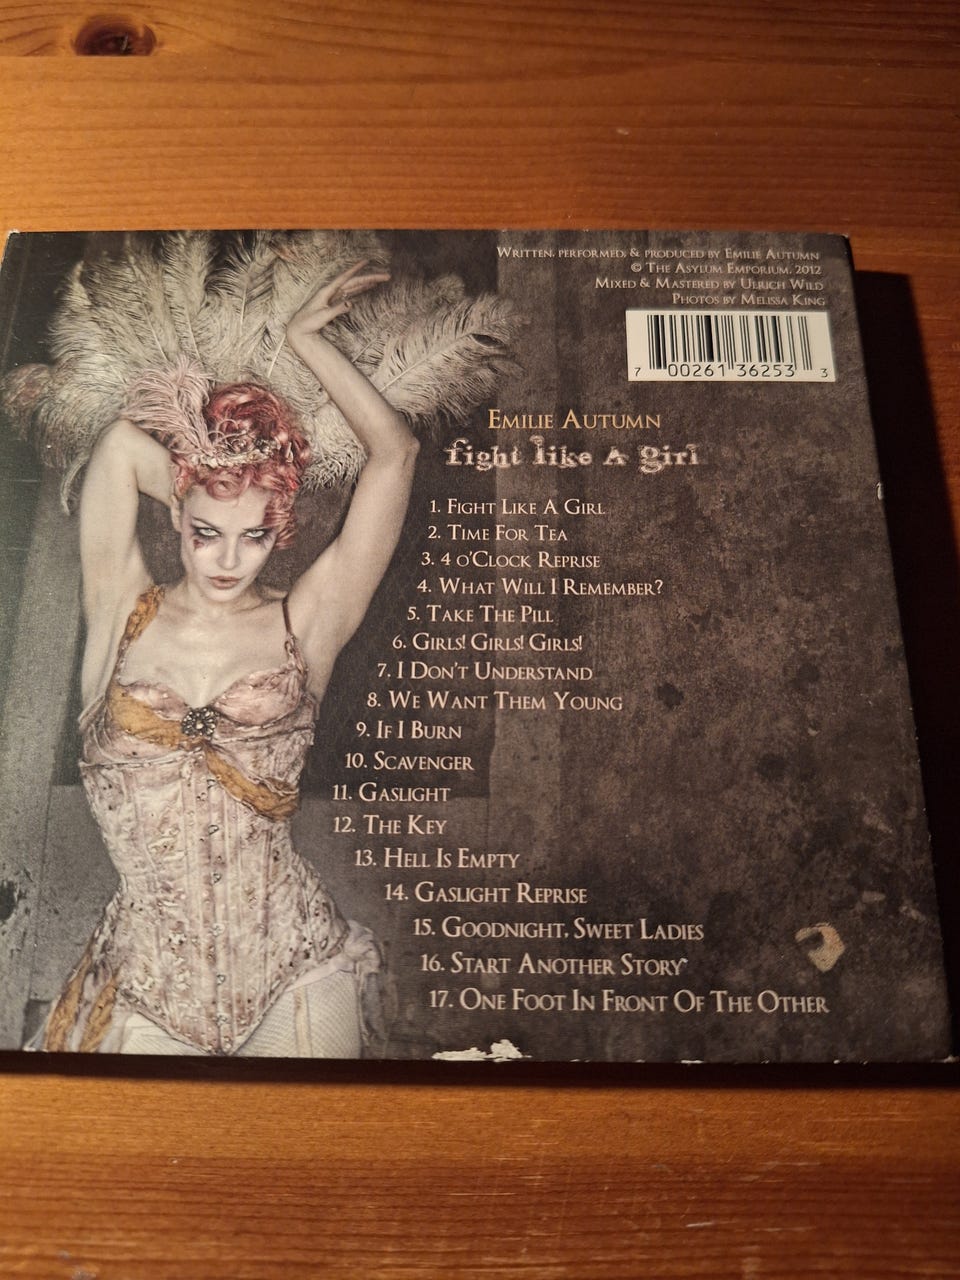 Written, performed, & produced by Emilie Autumn
© The Asylum Emporium, 2012
Mixed & Mastered by Ulrich Wild
Photos by Melissa King
7 00261 36253 3
Emilie Autumn
fight like A girl
1. Fight Like A Girl
2. Time For Tea
3. 4 o'Clock Reprise
4. What Will I Remember?
5. Take The Pill
6. Girls! Girls! Girls!
7. I Don't Understand
8. We Want Them Young
9. If I Burn
10. Scavenger
11. Gaslight
12. The Key
13. Hell Is Empty
14. Gaslight Reprise
15. Goodnight, Sweet Ladies
16. Start Another Story
17. One Foot In Front Of The Other